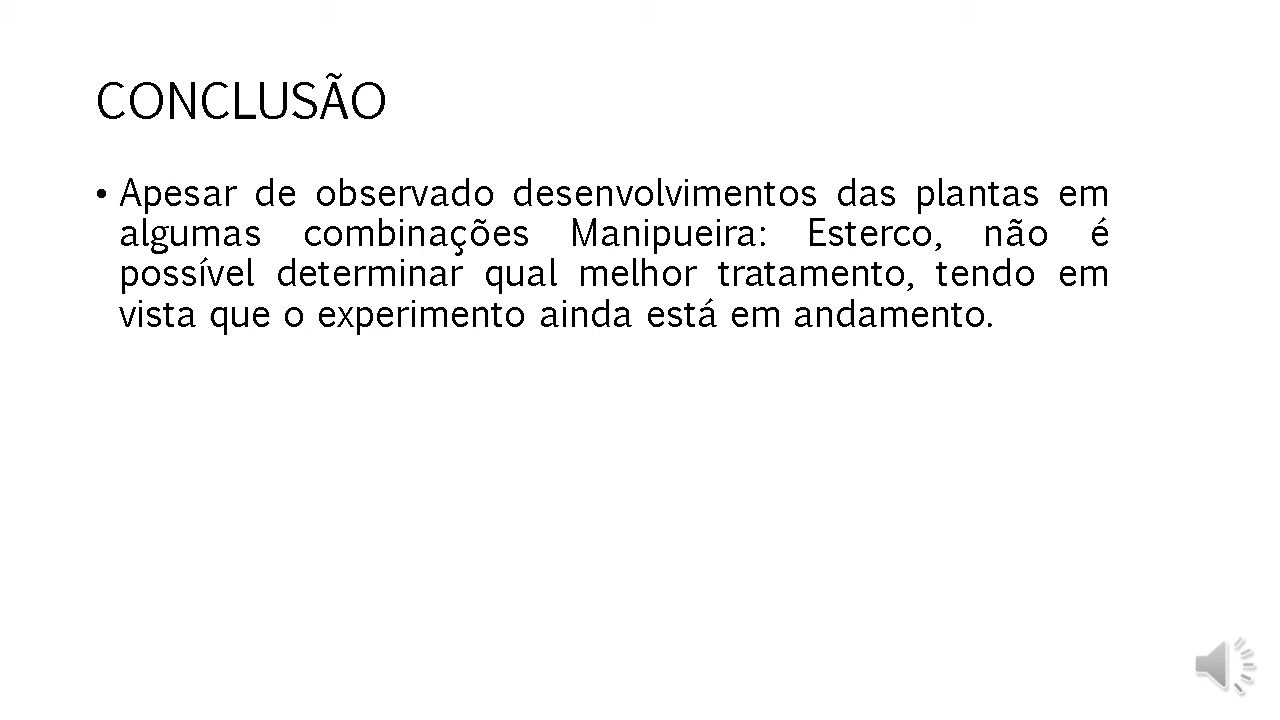 CONCLUSÃO
• Apesar de observado desenvolvimentos das plantas em
algumas combinações Manipueira: Esterco, não é
possível determinar qual melhor tratamento, tendo em
vista que o experimento ainda está em andamento.